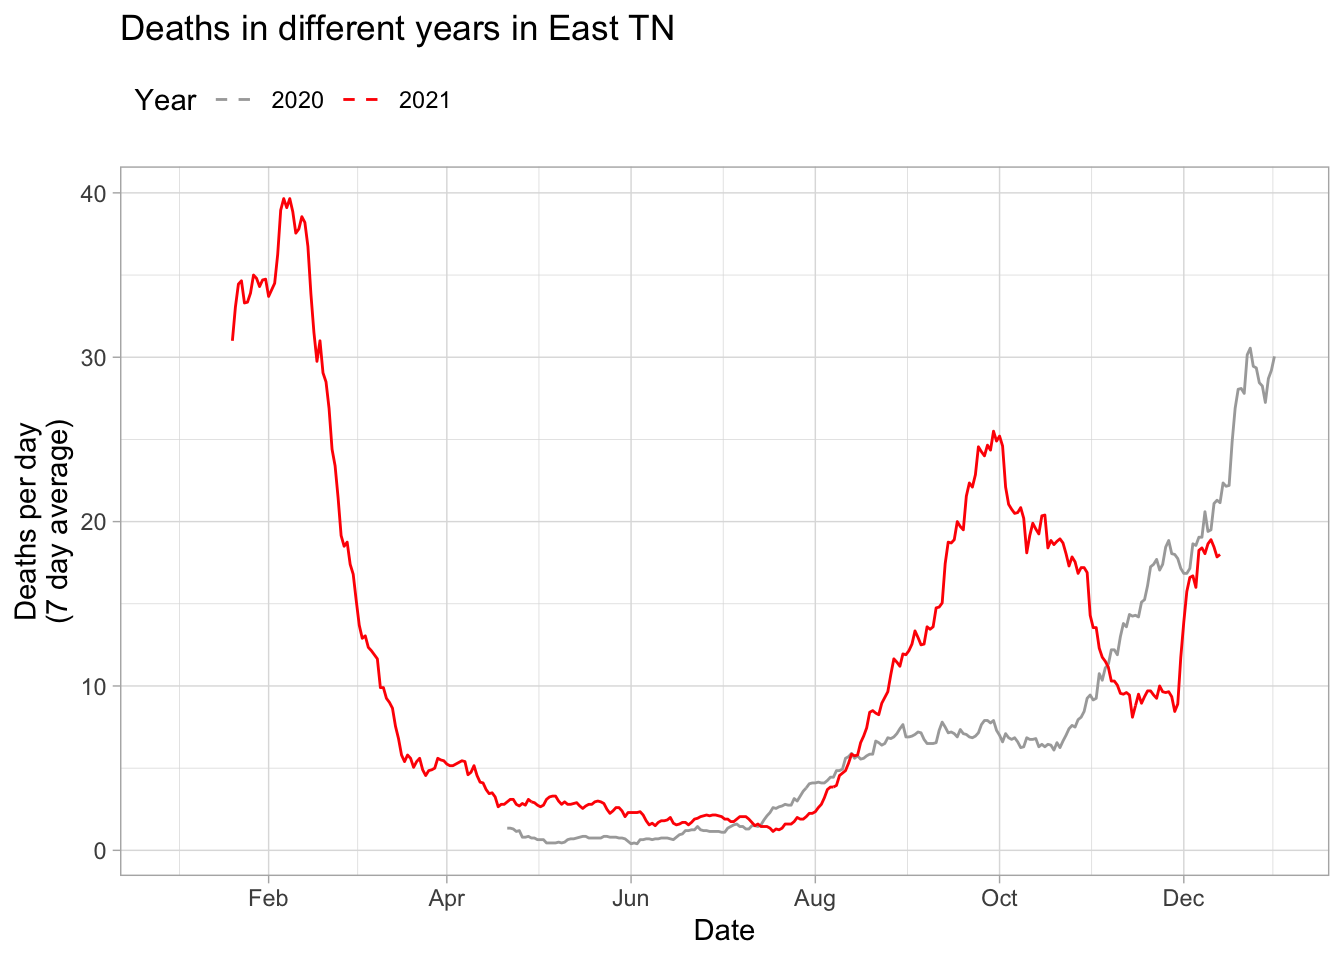 Deaths in different years in East TN
Year 2020 2021
40
30
20
10
0
Deaths per day
(7 day average)
Feb Apr Jun Aug Oct Dec
Date